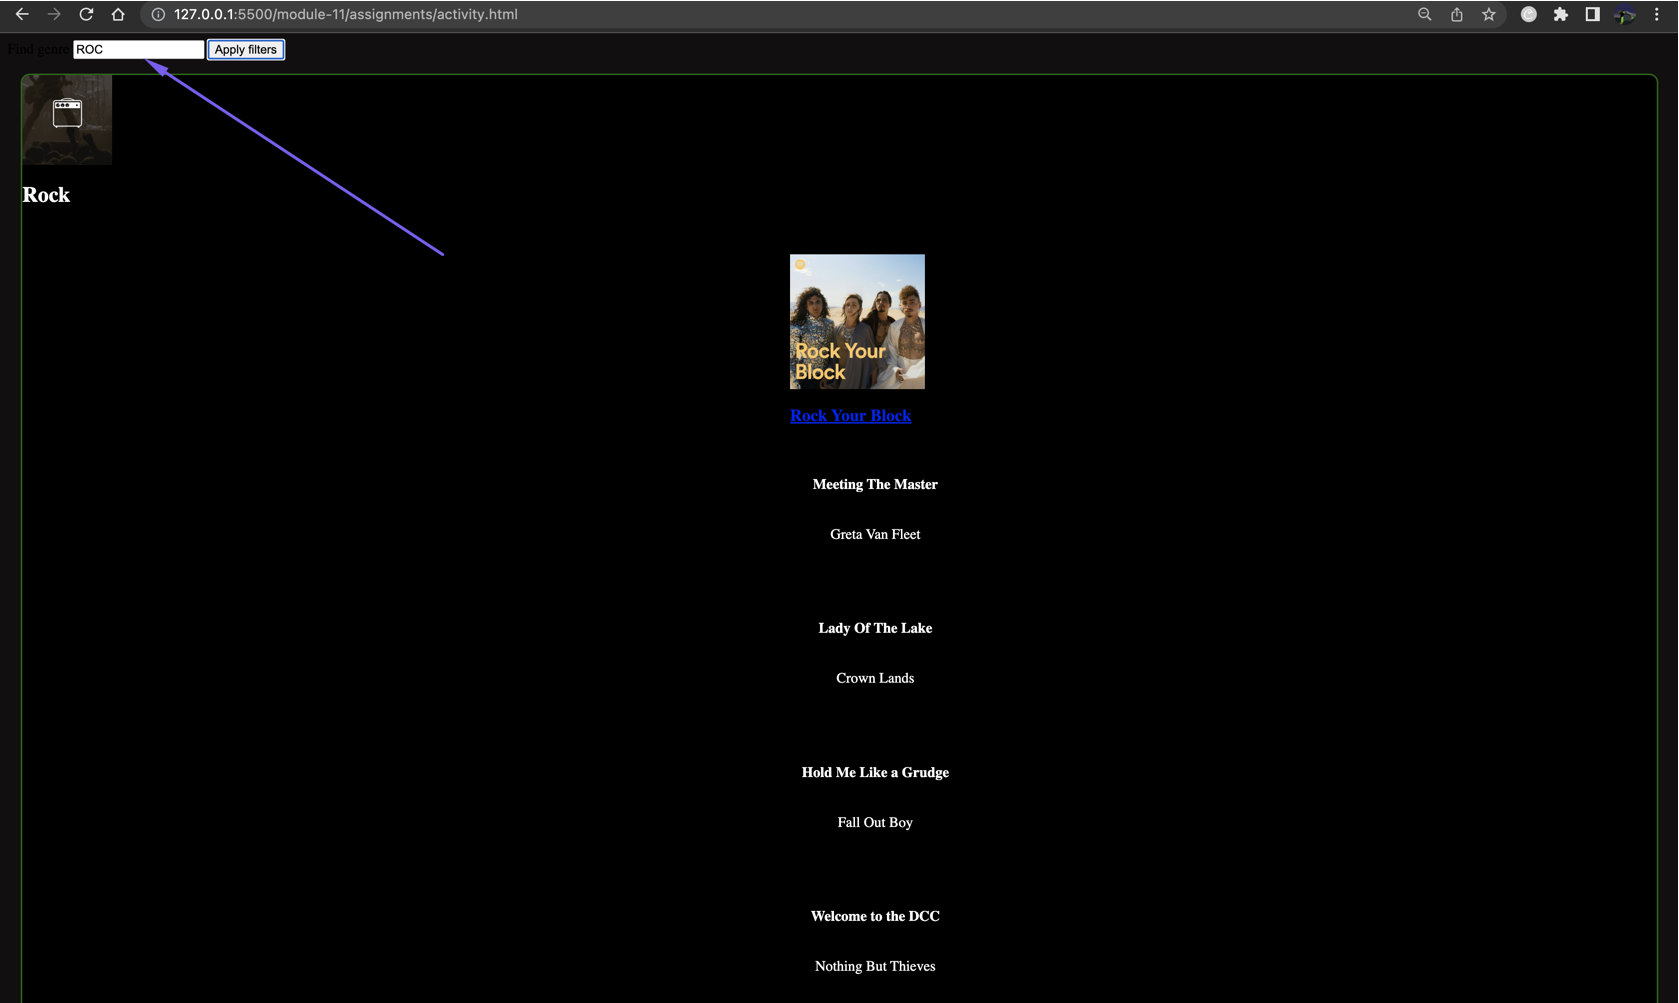 127.0.0.1:5500/module-11/assignments/activity.html
Find genre ROC Apply filters
Rock
Rock Your
Block
Rock Your Block
Meeting The Master
Greta Van Fleet
Lady Of The Lake
Crown Lands
Hold Me Like a Grudge
Fall Out Boy
Welcome to the DCC
Nothing But Thieves